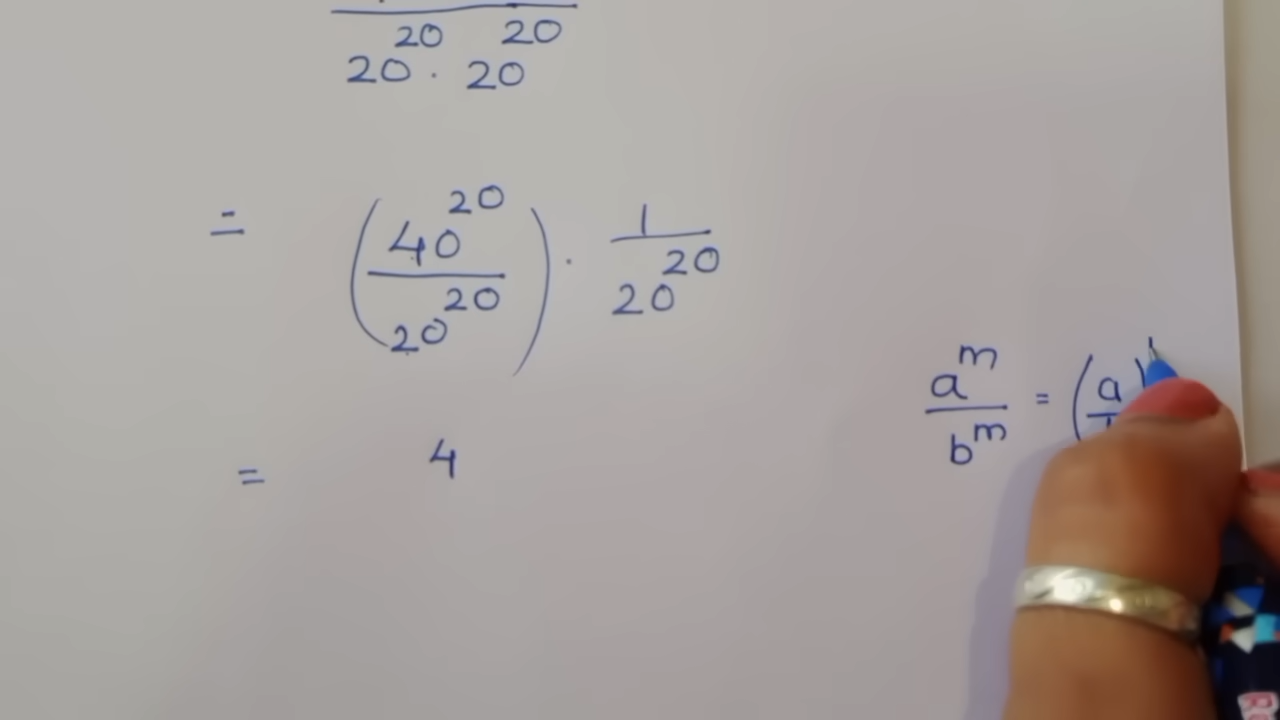 20^20 · 20^20
= (40^20 / 20^20) · 1 / 20^20
a^m / b^m = (a
= 4